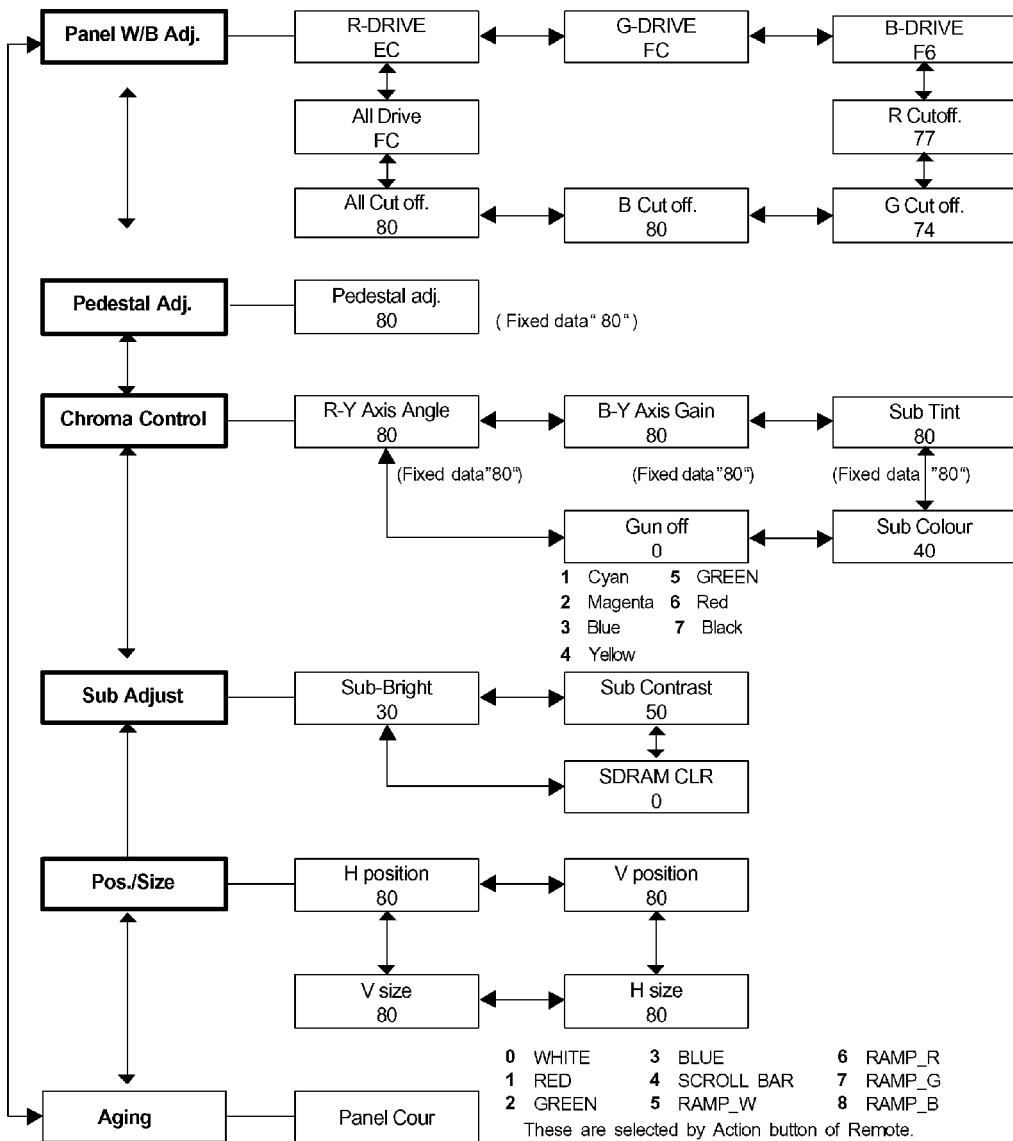 Panel W/B Adj.
R-DRIVE
EC
G-DRIVE
FC
B-DRIVE
F6
All Drive
FC
R Cutoff.
77
All Cut off.
80
B Cut off.
80
G Cut off.
74
Pedestal Adj.
Pedestal adj.
80
( Fixed data“ 80“ )
Chroma Control
R-Y Axis Angle
80
B-Y Axis Gain
80
Sub Tint
80
(Fixed data”80“)
(Fixed data”80“)
(Fixed data ”80“)
Gun off
0
Sub Colour
40
1 Cyan 5 GREEN
2 Magenta 6 Red
3 Blue 7 Black
4 Yellow
Sub Adjust
Sub-Bright
30
Sub Contrast
50
SDRAM CLR
0
Pos./Size
H position
80
V position
80
V size
80
H size
80
0 WHITE 3 BLUE 6 RAMP_R
1 RED 4 SCROLL BAR 7 RAMP_G
2 GREEN 5 RAMP_W 8 RAMP_B
Aging
Panel Cour
These are selected by Action button of Remote.